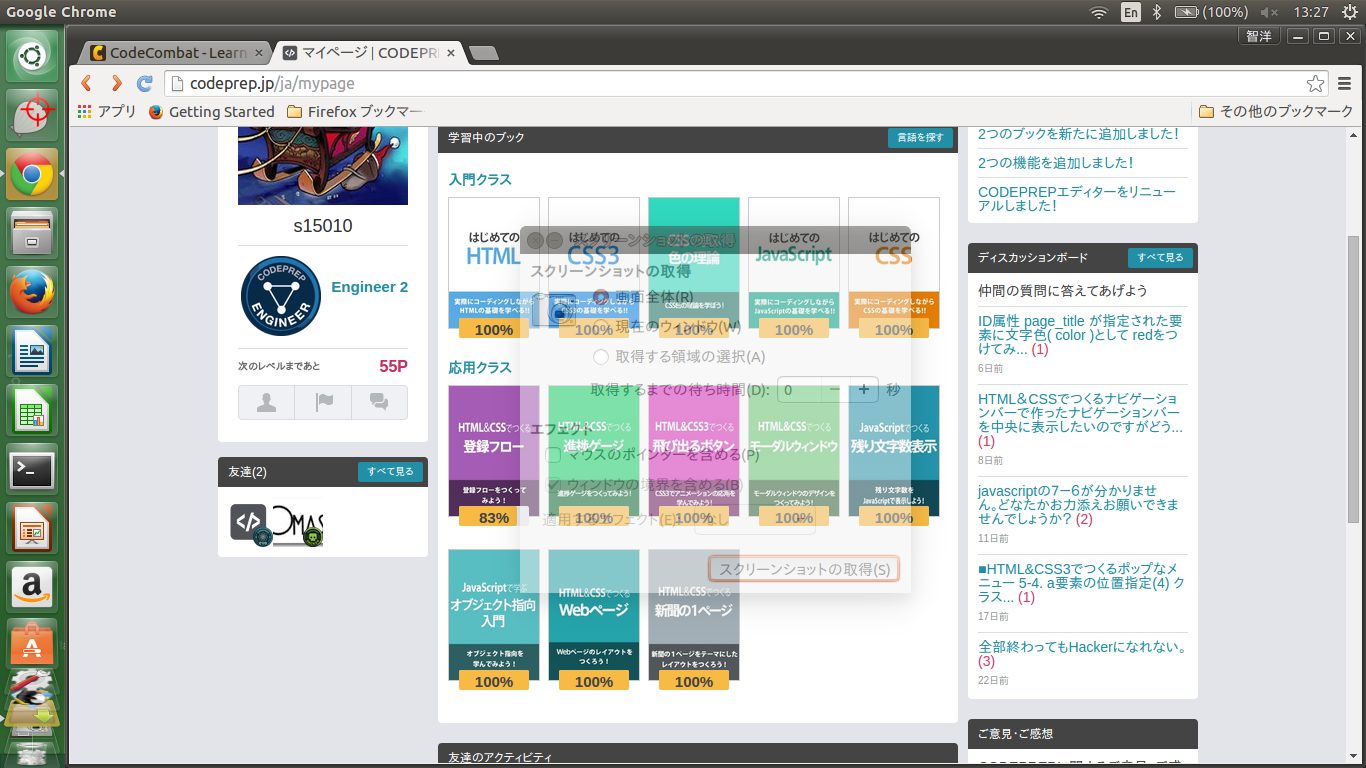 Google Chrome
En
(100%)
13:27
智洋
CodeCombat - Learn
マイページ | CODEPRE
codeprep.jp/ja/mypage
アプリ
Getting Started
Firefox ブックマー
その他のブックマーク
s15010
CODEPREP
ENGINEER
Engineer 2
次のレベルまであと
55P
友達(2)
すべて見る
学習中のブック
言語を探す
入門クラス
はじめての
HTML
実際にコーディングしながら
HTMLの基礎を学べる!!
100%
はじめての
CSS3
実際にコーディングしながら
CSS3の基礎を学べる!!
100%
CSSの
色の理論
CSSと色の理論を学ぼう!
100%
はじめての
JavaScript
実際にコーディングしながら
JavaScriptの基礎を学べる!!
100%
はじめての
CSS
実際にコーディングしながら
CSSの基礎を学べる!!
100%
応用クラス
HTML&CSSでつくる
登録フロー
登録フローをつくって
みよう!
83%
HTML&CSSでつくる
進捗ゲージ
進捗ゲージをつくってみよう!
100%
HTML&CSSでつくる
飛び出るボタン
CSS3でアニメーションの応用を
学んでみよう!
100%
HTML&CSSでつくる
モーダルウィンドウ
モーダルウィンドウのデザインを
つくってみよう!
100%
JavaScriptでつくる
残り文字数表示
残り文字数を
JavaScriptで表示しよう!
100%
JavaScriptで学ぶ
オブジェクト指向
入門
オブジェクト指向を
学んでみよう!
100%
HTML&CSSでつくる
Webページ
Webページのレイアウトを
つくろう!
100%
HTML&CSSでつくる
新聞の1ページ
新聞の1ページをテーマにした
レイアウトをつくろう!
100%
スクリーンショットの取得
スクリーンショットの取得
画面全体(R)
現在のウィンドウ(W)
取得する領域の選択(A)
取得するまでの待ち時間(D):
0
− +
秒
エフェクト
マウスのポインターを含める(P)
ウィンドウの境界を含める(B)
適用するエフェクト(E):
なし
スクリーンショットの取得(S)
友達のアクティビティ
2つのブックを新たに追加しました!
2つの機能を追加しました!
CODEPREPエディターをリニュー
アルしました!
ディスカッションボード
すべて見る
仲間の質問に答えてあげよう
ID属性 page_title が指定された要
素に文字色( color )として redをつ
けてみ... (1)
6日前
HTML&CSSでつくるナビゲーショ
ンバーで作ったナビゲーションバー
を中央に表示したいのですがどう...
(1)
8日前
javascriptの7−6が分かりませ
ん。どなたかお力添えお願いできま
せんでしょうか? (2)
11日前
■HTML&CSS3でつくるポップなメ
ニュー 5-4. a要素の位置指定(4) ク
ラス... (1)
17日前
全部終わってもHackerになれない。
(3)
22日前
ご意見・ご感想